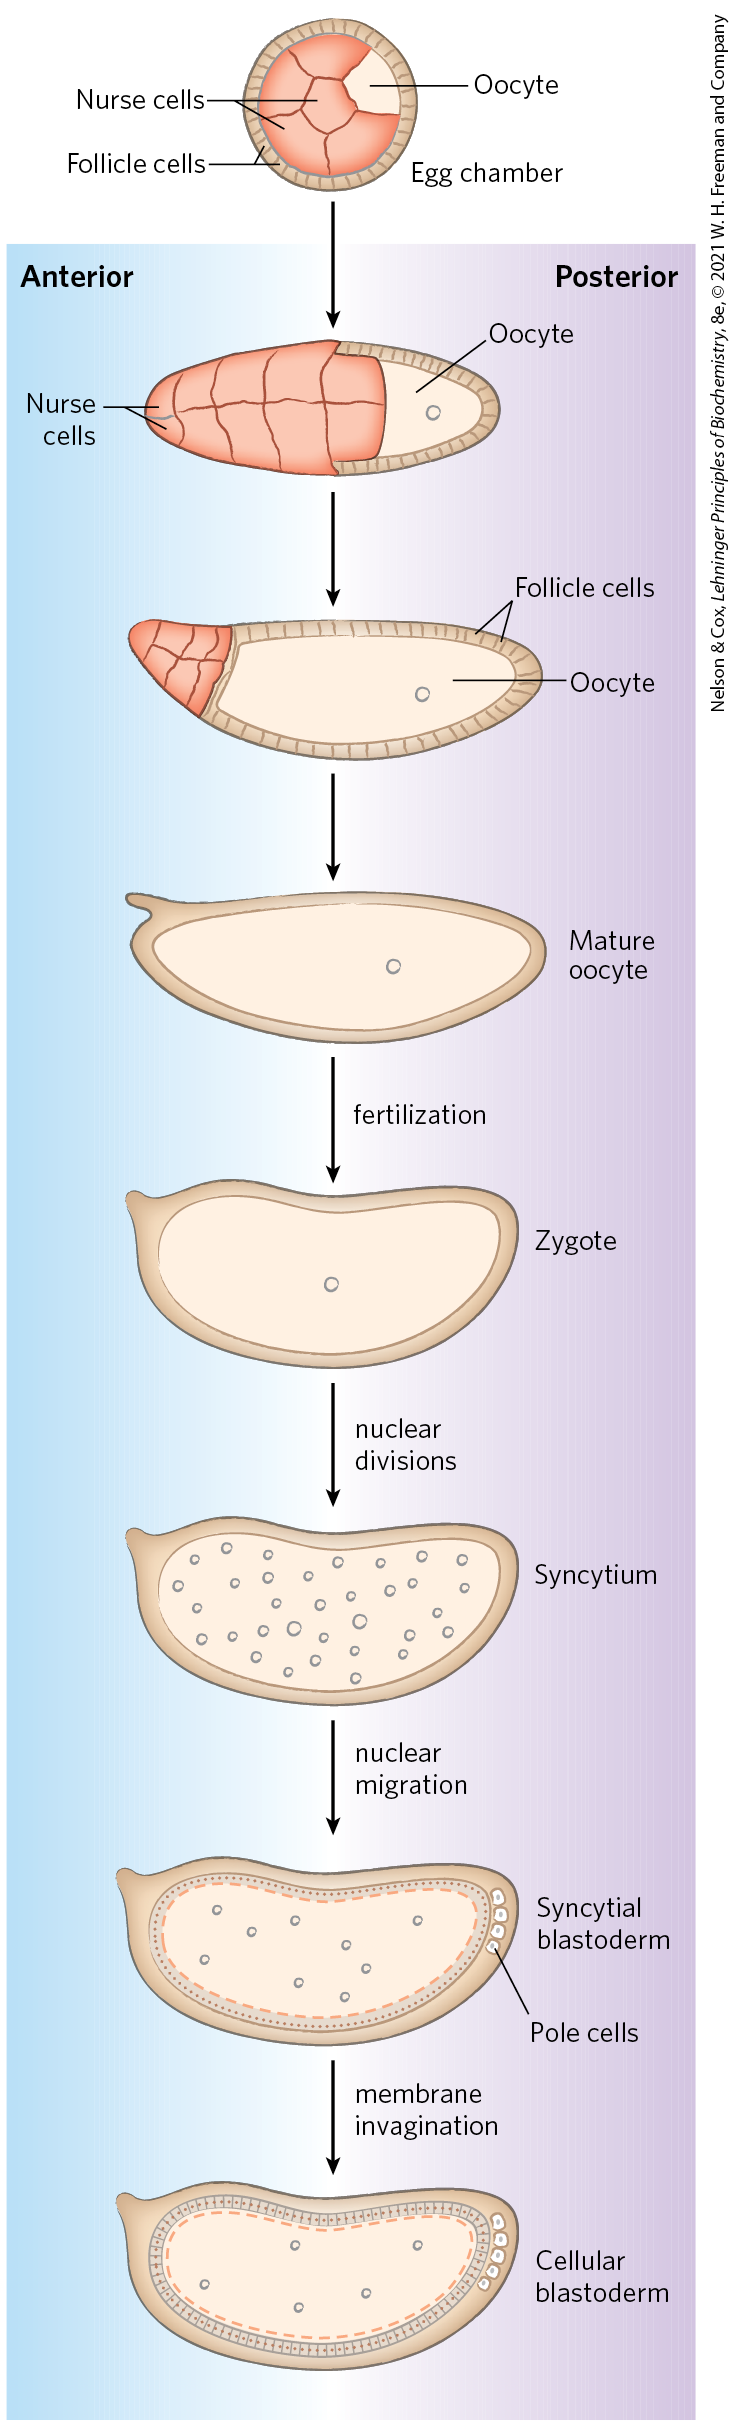 Oocyte
Nurse cells
Follicle cells
Egg chamber
Anterior
Posterior
Oocyte
Nurse
cells
Follicle cells
Oocyte
Mature
oocyte
fertilization
Zygote
nuclear
divisions
Syncytium
nuclear
migration
Syncytial
blastoderm
Pole cells
membrane
invagination
Cellular
blastoderm
Nelson & Cox, Lehninger Principles of Biochemistry, 8e, © 2021 W. H. Freeman and Company